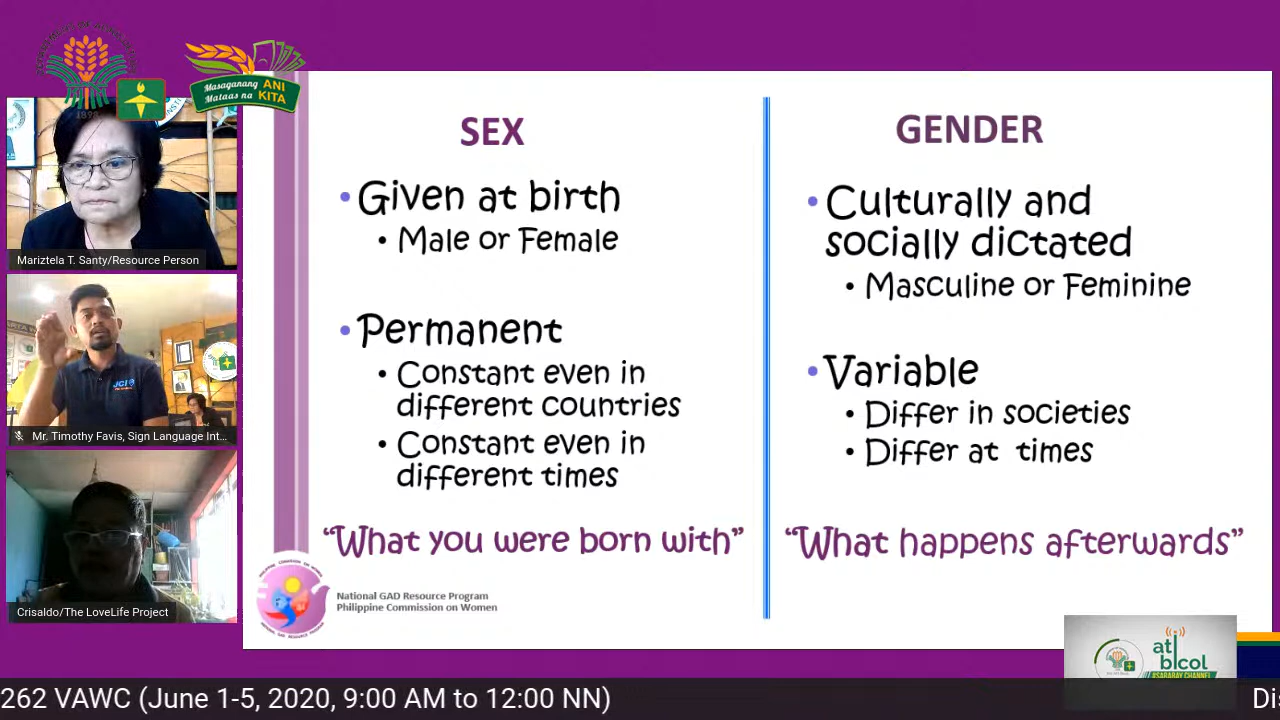 1898
Masaganang ANI
Mataas na KITA
Mariztela T. Santy/Resource Person
Mr. Timothy Favis, Sign Language Int...
JCI
Crisaldo/The LoveLife Project
SEX
• Given at birth
• Male or Female
• Permanent
• Constant even in
different countries
• Constant even in
different times
“What you were born with”
GENDER
• Culturally and
socially dictated
• Masculine or Feminine
• Variable
• Differ in societies
• Differ at times
“What happens afterwards”
National GAD Resource Program
Philippine Commission on Women
ati
bicol
262 VAWC (June 1-5, 2020, 9:00 AM to 12:00 NN)
Di